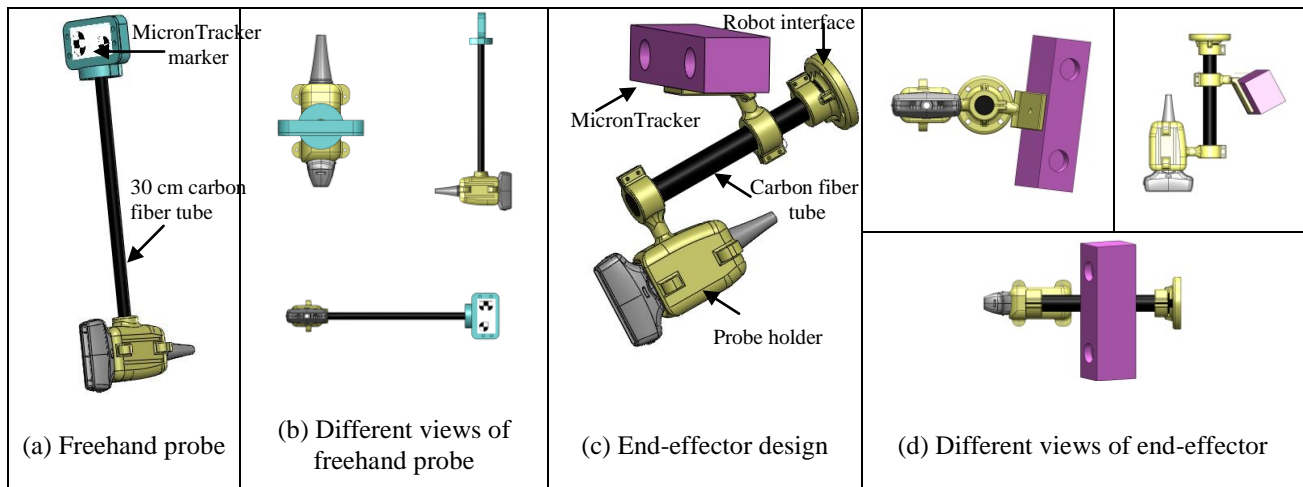 MicronTracker
marker
30 cm carbon
fiber tube
(a) Freehand probe
(b) Different views of
freehand probe
Robot interface
MicronTracker
Carbon fiber
tube
Probe holder
(c) End-effector design
(d) Different views of end-effector